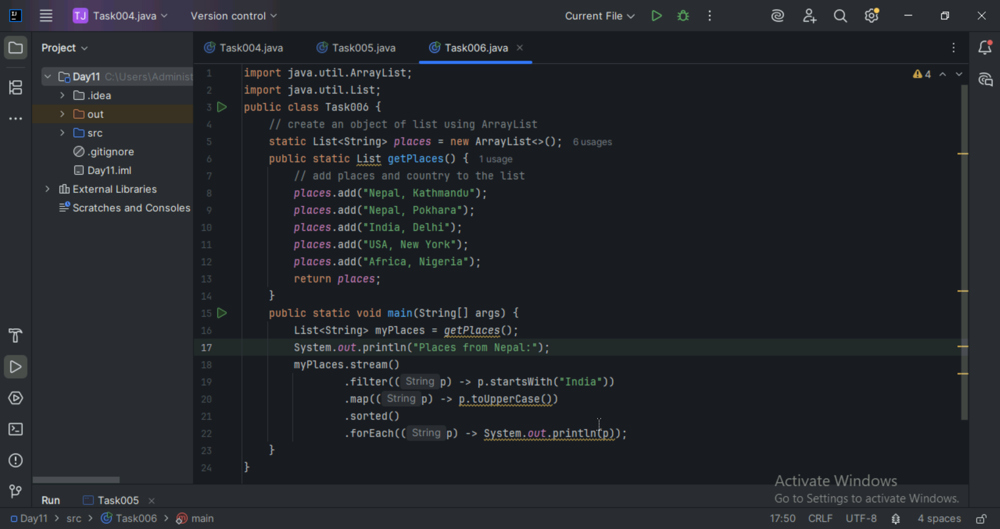 TJ Task004.java Version control Current File
Project
Task004.java Task005.java Task006.java
Day11 C:\Users\Administ
.idea
out
src
.gitignore
Day11.iml
External Libraries
Scratches and Consoles
4
1 import java.util.ArrayList;
2 import java.util.List;
3 public class Task006 {
4 // create an object of list using ArrayList
5 static List<String> places = new ArrayList<>(); 6 usages
6 public static List getPlaces() { 1 usage
7 // add places and country to the list
8 places.add("Nepal, Kathmandu");
9 places.add("Nepal, Pokhara");
10 places.add("India, Delhi");
11 places.add("USA, New York");
12 places.add("Africa, Nigeria");
13 return places;
14 }
15 public static void main(String[] args) {
16 List<String> myPlaces = getPlaces();
17 System.out.println("Places from Nepal:");
18 myPlaces.stream()
19 .filter(( String p) -> p.startsWith("India"))
20 .map(( String p) -> p.toUpperCase())
21 .sorted()
22 .forEach(( String p) -> System.out.println(p));
23 }
24 }
Activate Windows
Go to Settings to activate Windows.
Run Task005
Day11 > src > Task006 > main 17:50 CRLF UTF-8 4 spaces